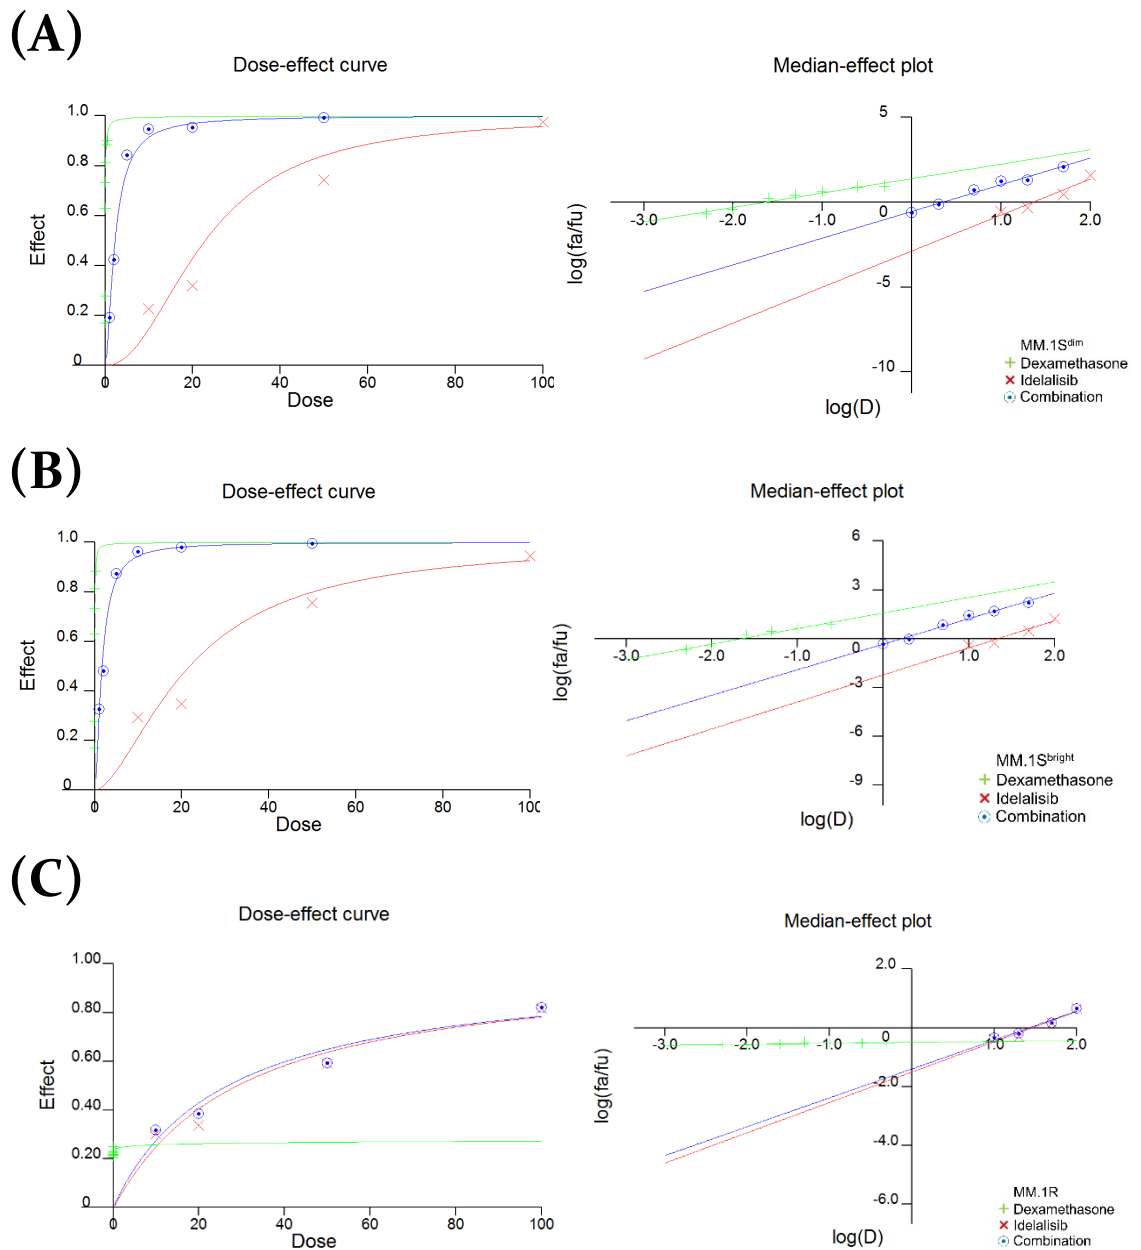 (A)
Dose-effect curve
Effect
1.0
0.8
0.6
0.4
0.2
0
0
20
40
60
80
100
Dose
Median-effect plot
log(fa/fu)
5
0
-5
-10
-3.0
-2.0
-1.0
1.0
2.0
log(D)
MM.1Sdim
Dexamethasone
Idelalisib
Combination
(B)
Dose-effect curve
Effect
1.0
0.80
0.60
0.40
0.20
0
0
20
40
60
80
100
Dose
Median-effect plot
log(fa/fu)
6
3
0
-3
-6
-9
-3.0
-2.0
-1.0
1.0
2.0
log(D)
MM.1Sbright
Dexamethasone
Idelalisib
Combination
(C)
Dose-effect curve
Effect
1.00
0.80
0.60
0.40
0.20
0
0
20
40
60
80
100
Dose
Median-effect plot
log(fa/fu)
2.0
0
-2.0
-4.0
-6.0
-3.0
-2.0
-1.0
1.0
2.0
log(D)
MM.1R
Dexamethasone
Idelalisib
Combination